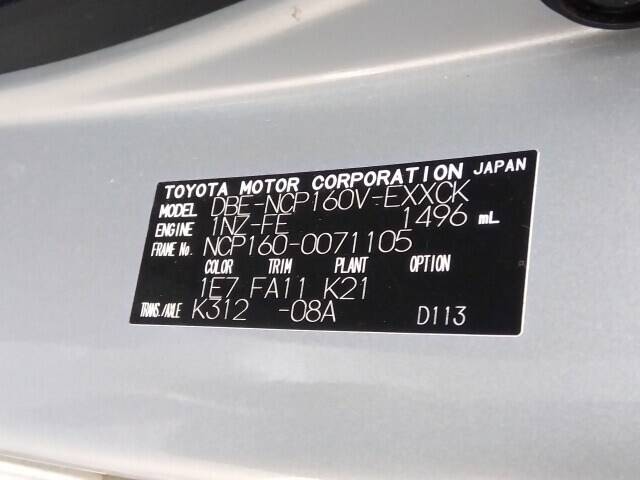 TOYOTA MOTOR CORPORATION JAPAN
MODEL DBE-NCP160V-EXXCK
ENGINE 1NZ-FE 1496 mL
FRAME No. NCP160-0071105
COLOR TRIM PLANT OPTION
1E7 FA11 K21
TRANS./AXLE K312 -08A D113